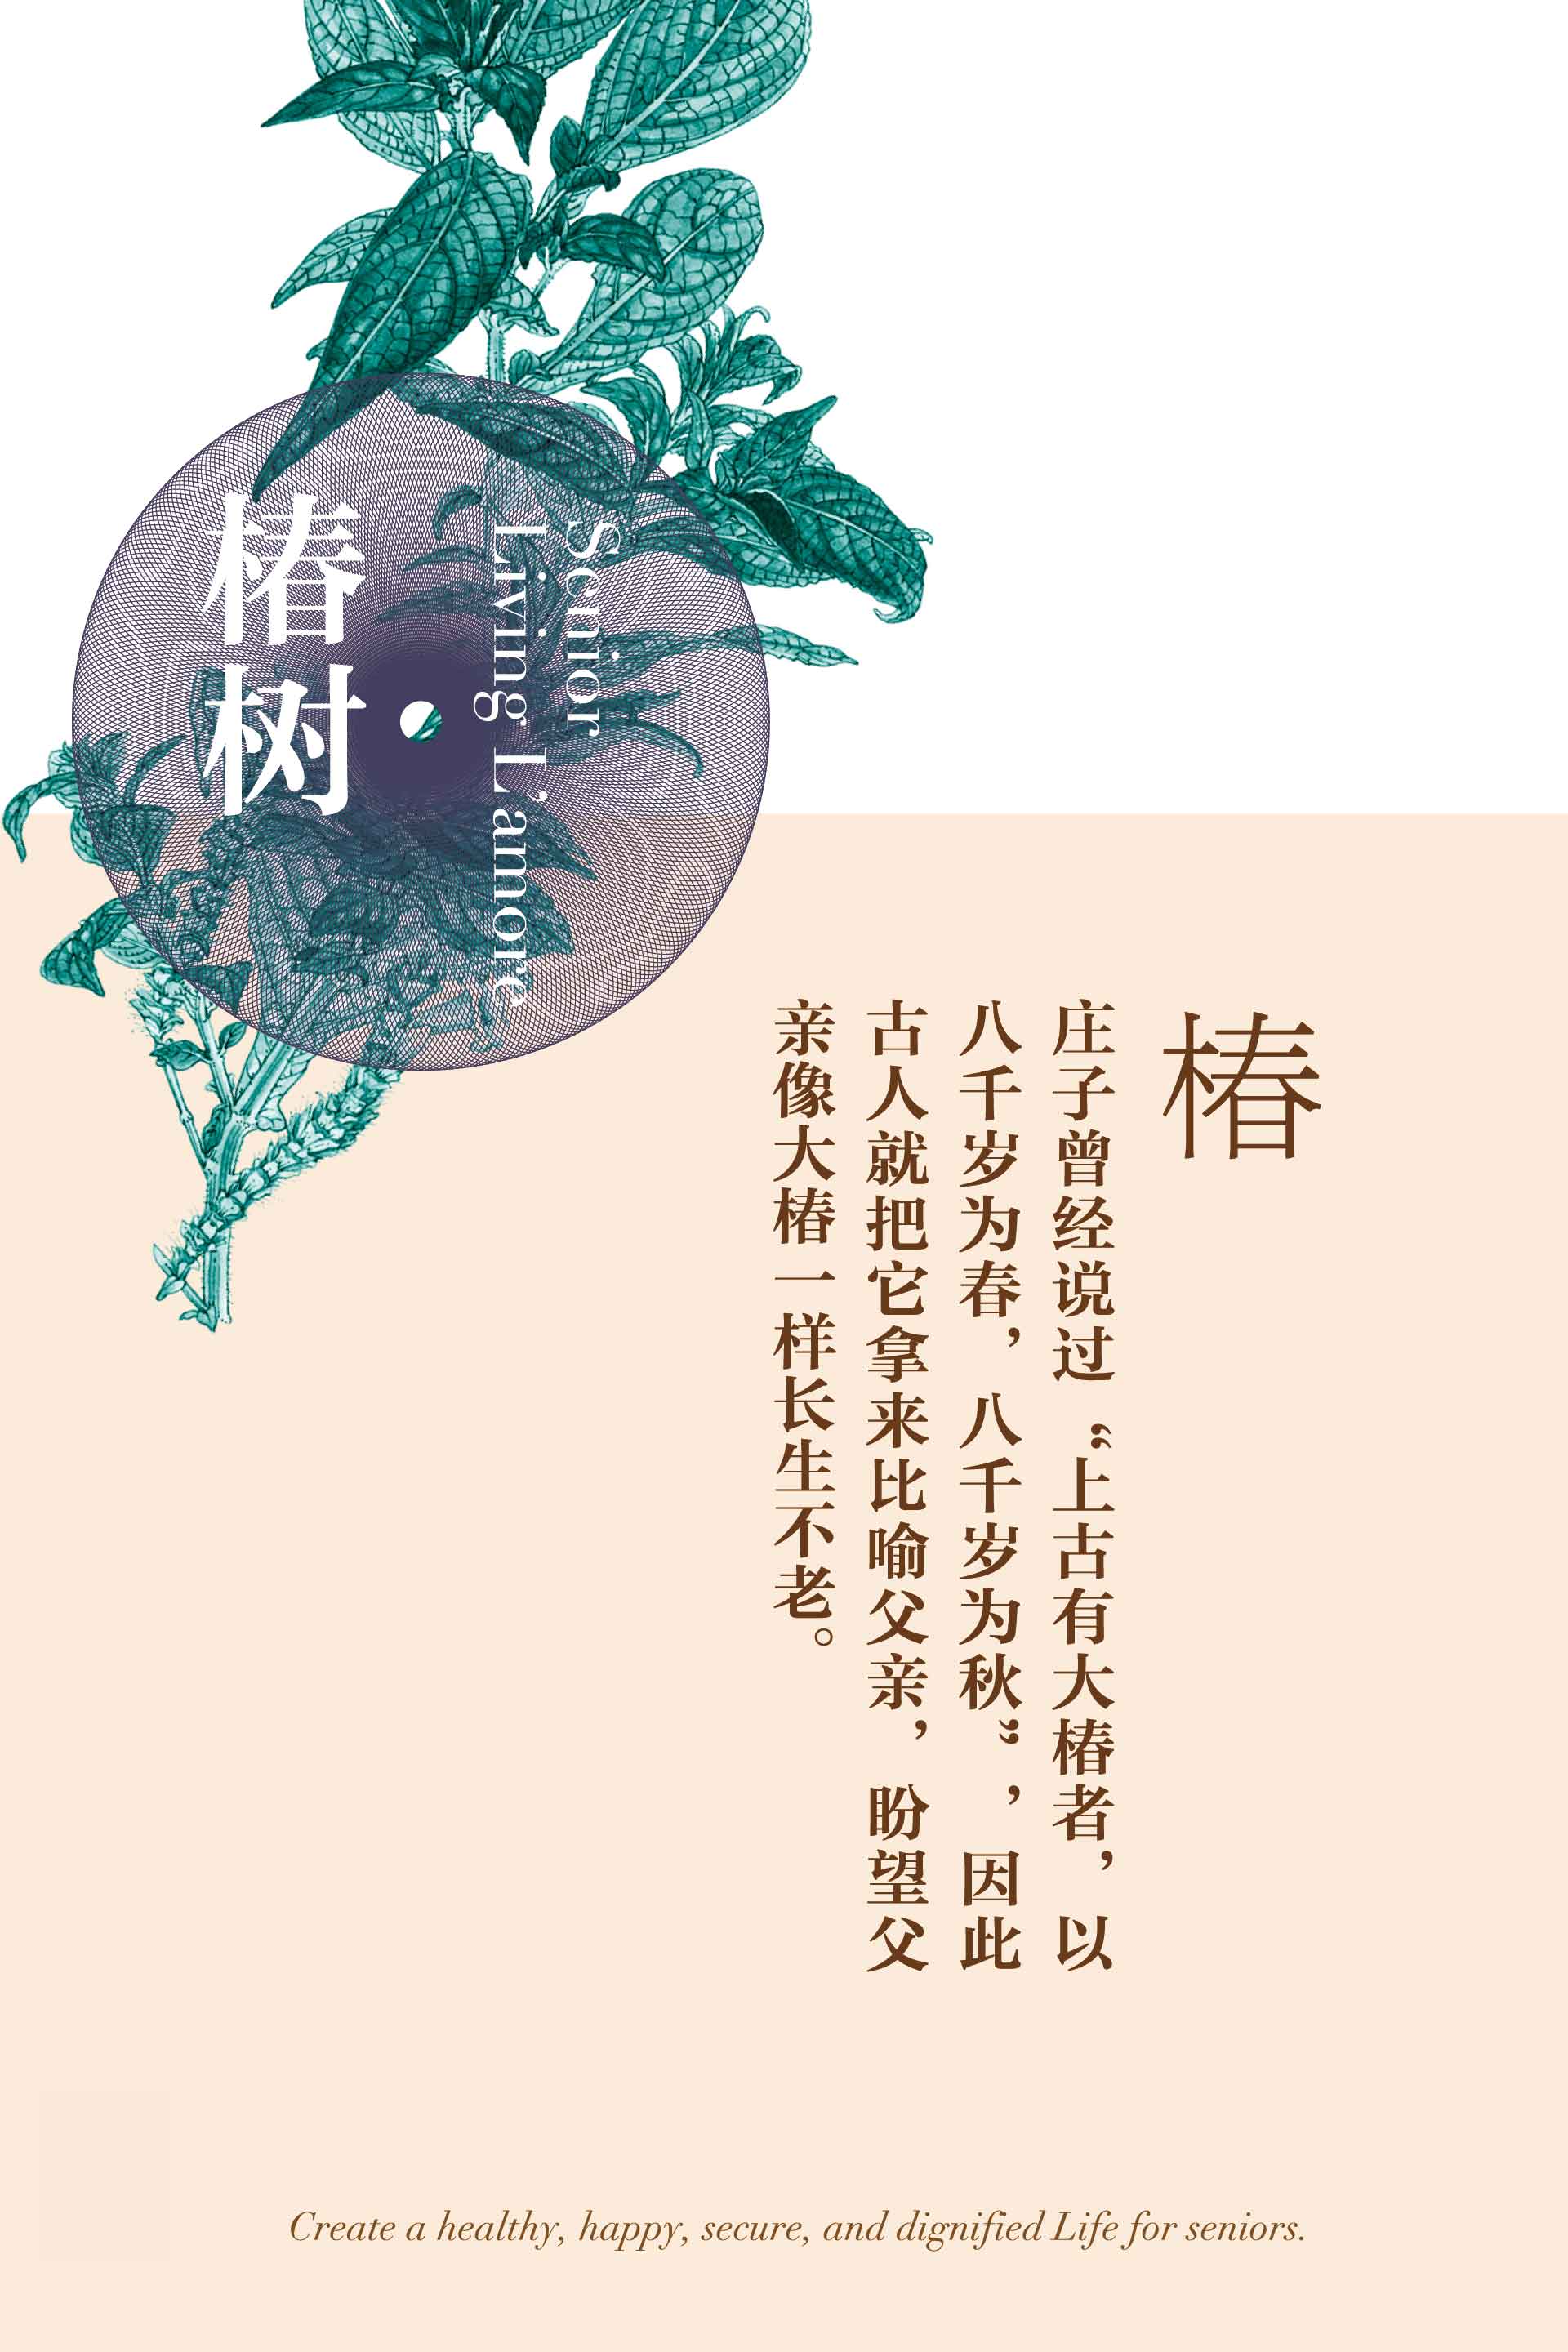 椿树
Senior
Living L'amore
椿
庄子曾经说过“上古有大椿者，以
八千岁为春，八千岁为秋”，因此
古人就把它拿来比喻父亲，盼望父
亲像大椿一样长生不老。
Create a healthy, happy, secure, and dignified Life for seniors.